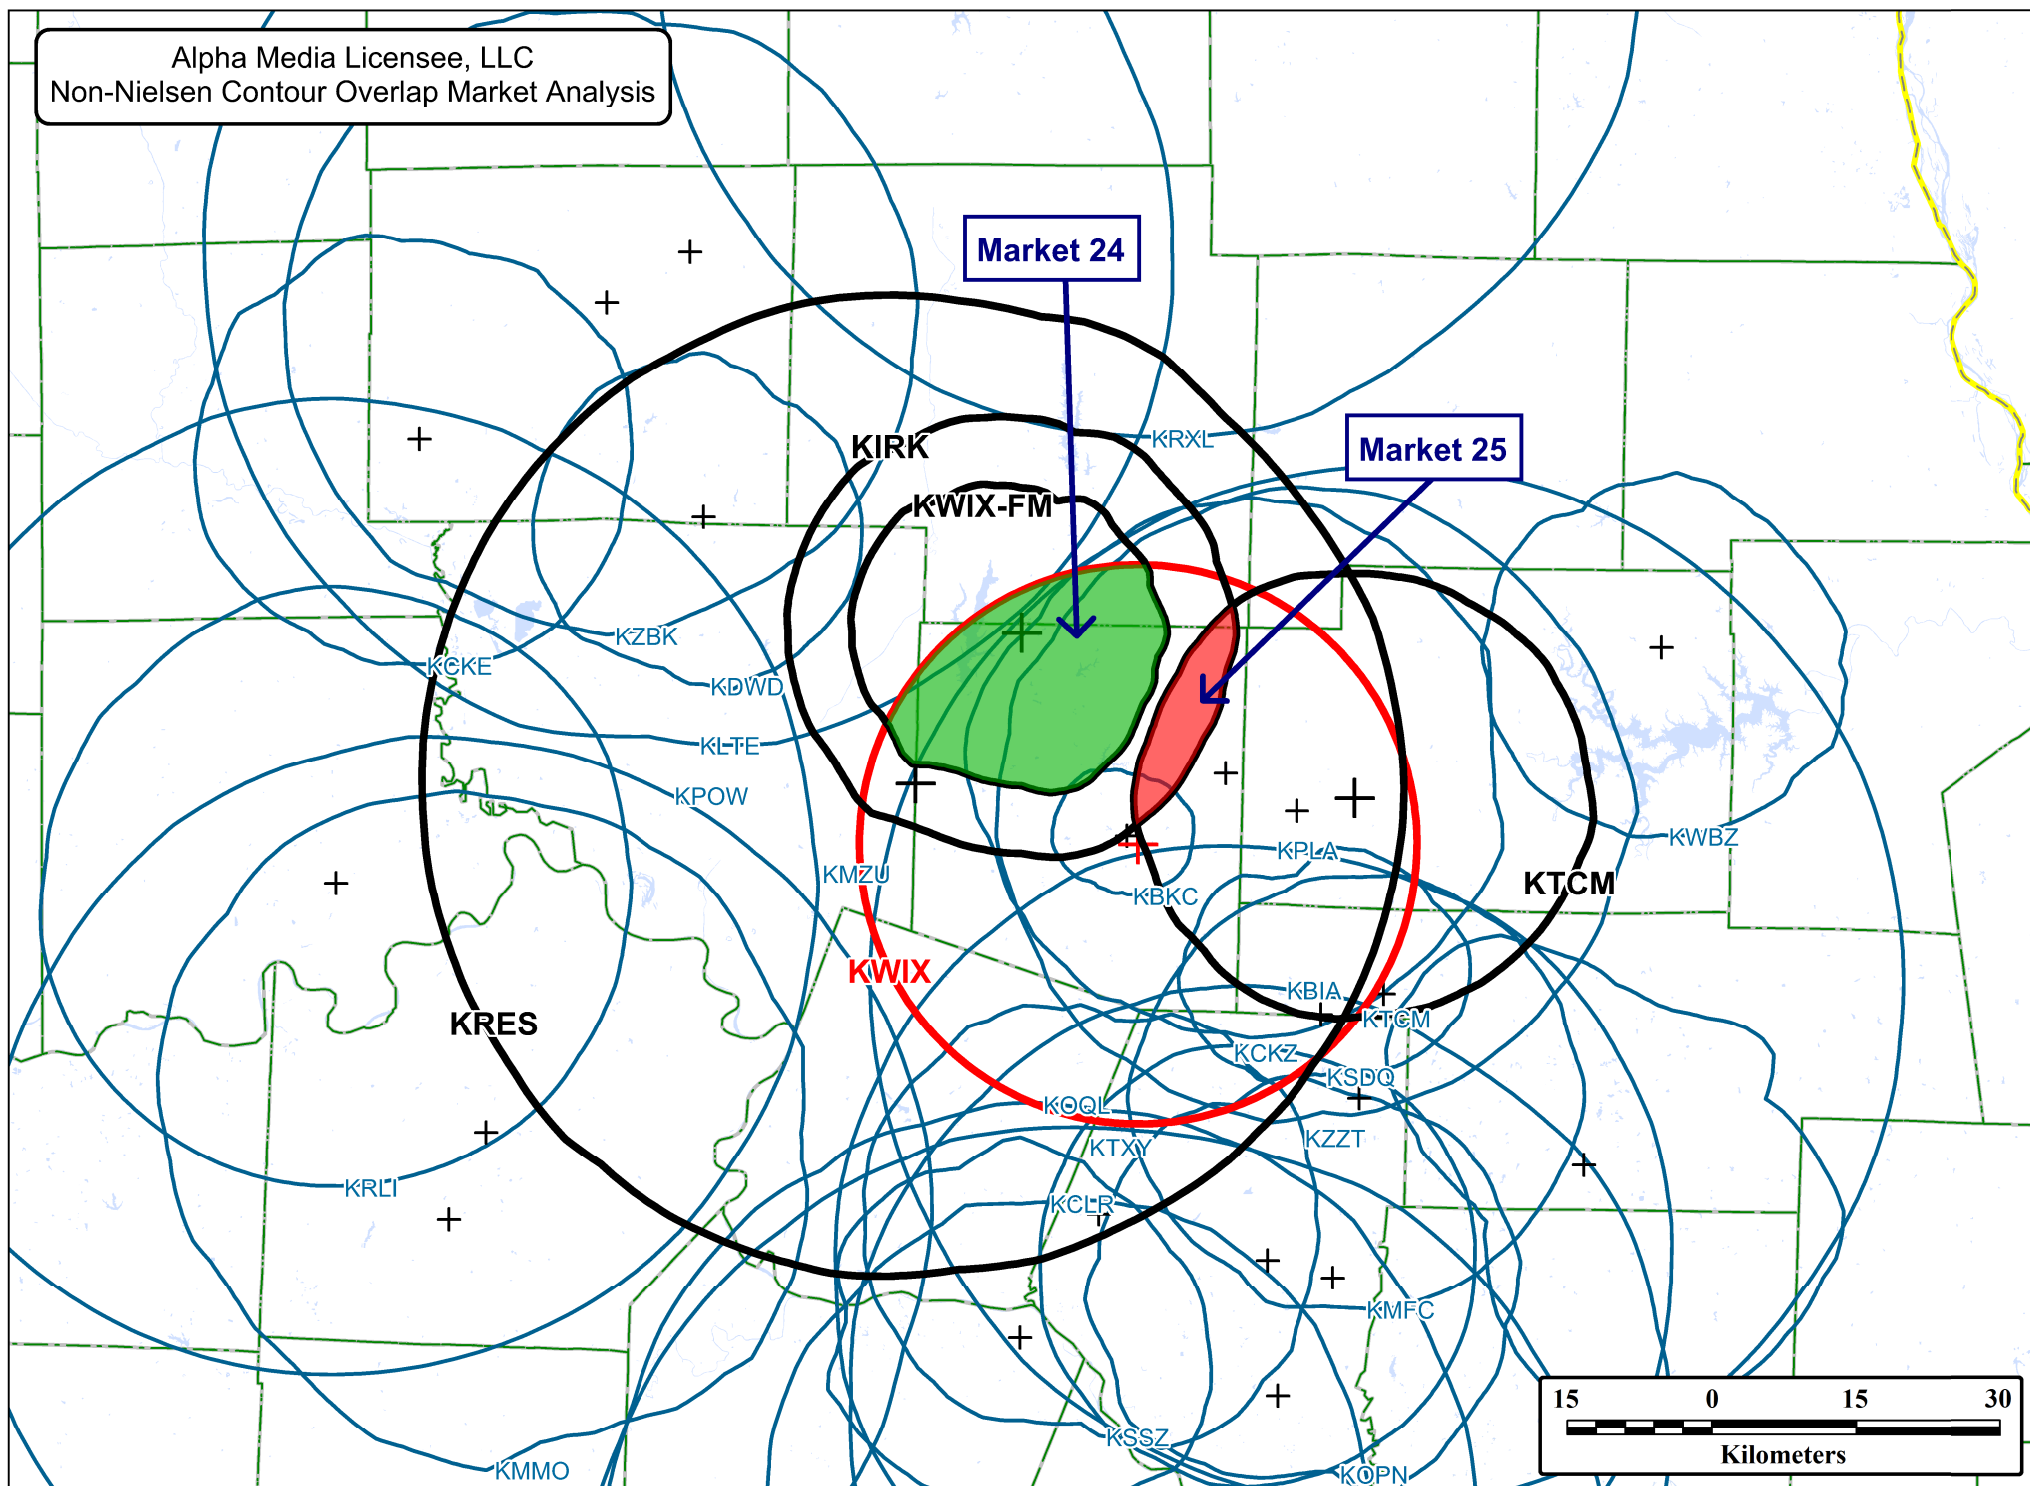 Alpha Media Licensee, LLC
Non-Nielsen Contour Overlap Market Analysis
Market 24
KRXL
Market 25
KIRK
KWIX-FM
KZBK
KCKE
KDWD
KLTE
KPOW
KWBZ
KPLA
KMZU
KTCM
KBKC
KWIX
KBIA
KRES
KTCM
KCKZ
KSDQ
KOQL
KZZT
KTXY
KRLI
KCLR
KMFC
KSSZ
KMMO
KOPN
15 0 15 30
Kilometers